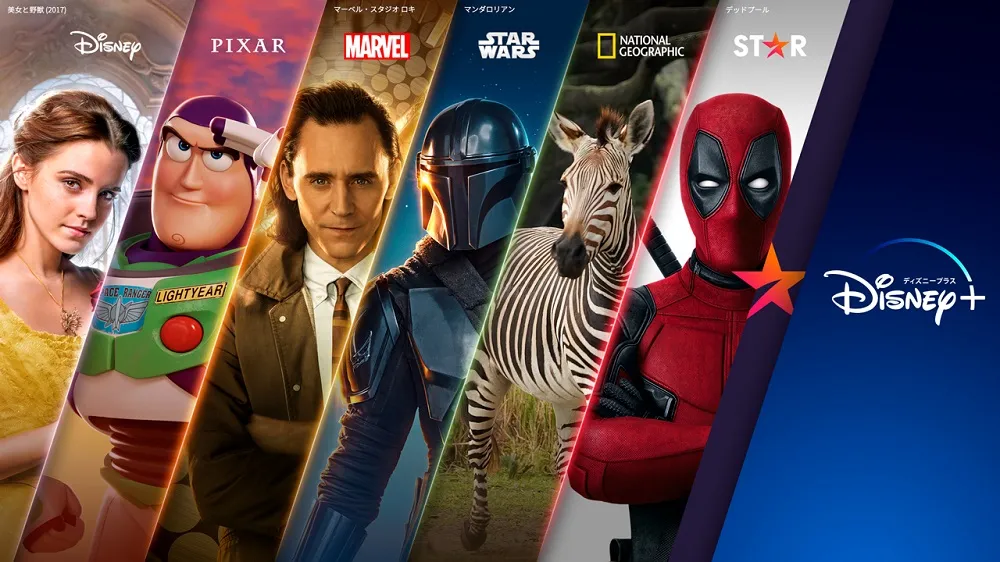 美女と野獣 (2017)
マーベル・スタジオ ロキ
マンダロリアン
デッドプール
Disney
PIXAR
MARVEL
STAR
WARS
NATIONAL
GEOGRAPHIC
STAR
SPACE RANGER
LIGHTYEAR
ディズニープラス
Disney+